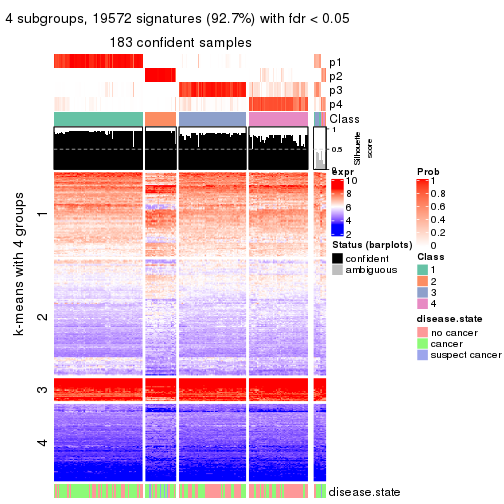 4 subgroups, 19572 signatures (92.7%) with fdr < 0.05
183 confident samples
p1
p2
p3
p4
Class
1
0.5
0
Silhouette
score
k-means with 4 groups
1
2
3
4
expr
10
8
6
4
2
Status (barplots)
confident
ambiguous
Prob
1
0.8
0.6
0.4
0.2
0
Class
1
2
3
4
disease.state
no cancer
cancer
suspect cancer
disease.state